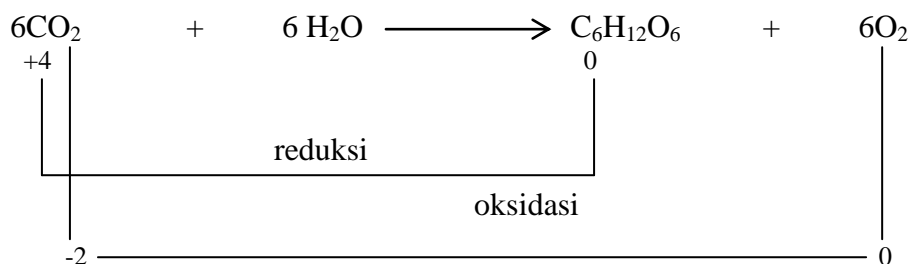 6CO₂ + 6 H₂O ⟶ C₆H₁₂O₆ + 6O₂
+4 0
reduksi
oksidasi
-2 0